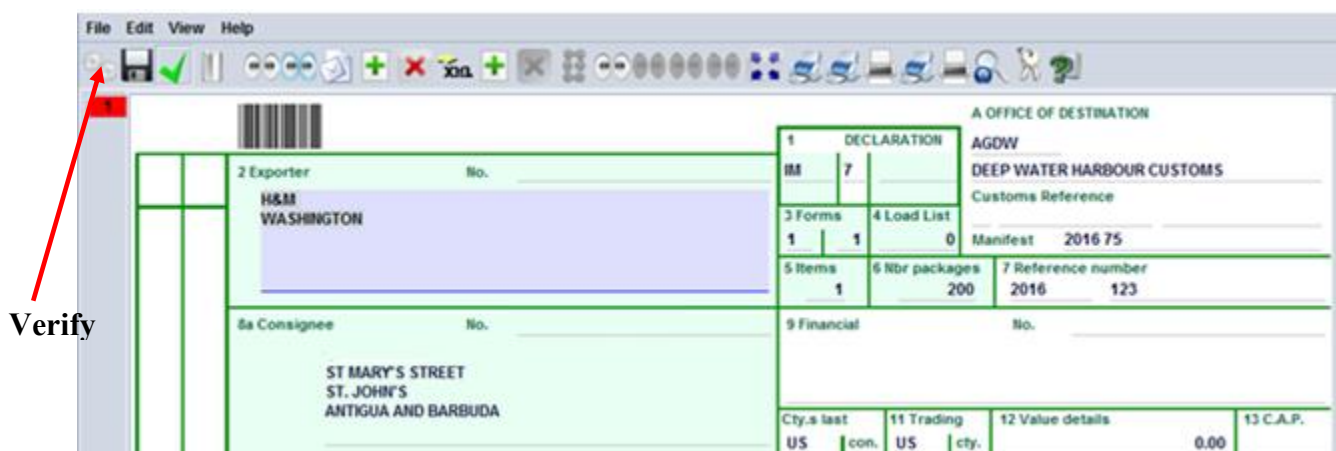 File Edit View Help
xxa
1
A OFFICE OF DESTINATION
1 DECLARATION
AGDW
2 Exporter No.
IM 7
DEEP WATER HARBOUR CUSTOMS
H&M
WASHINGTON
Customs Reference
3 Forms 4 Load List
1 1 0
Manifest 2016 75
5 Items 6 Nbr packages 7 Reference number
1 200 2016 123
Verify
8a Consignee No.
9 Financial No.
ST MARY'S STREET
ST. JOHN'S
ANTIGUA AND BARBUDA
Cty.s last 11 Trading 12 Value details 13 C.A.P.
US con. US cty. 0.00